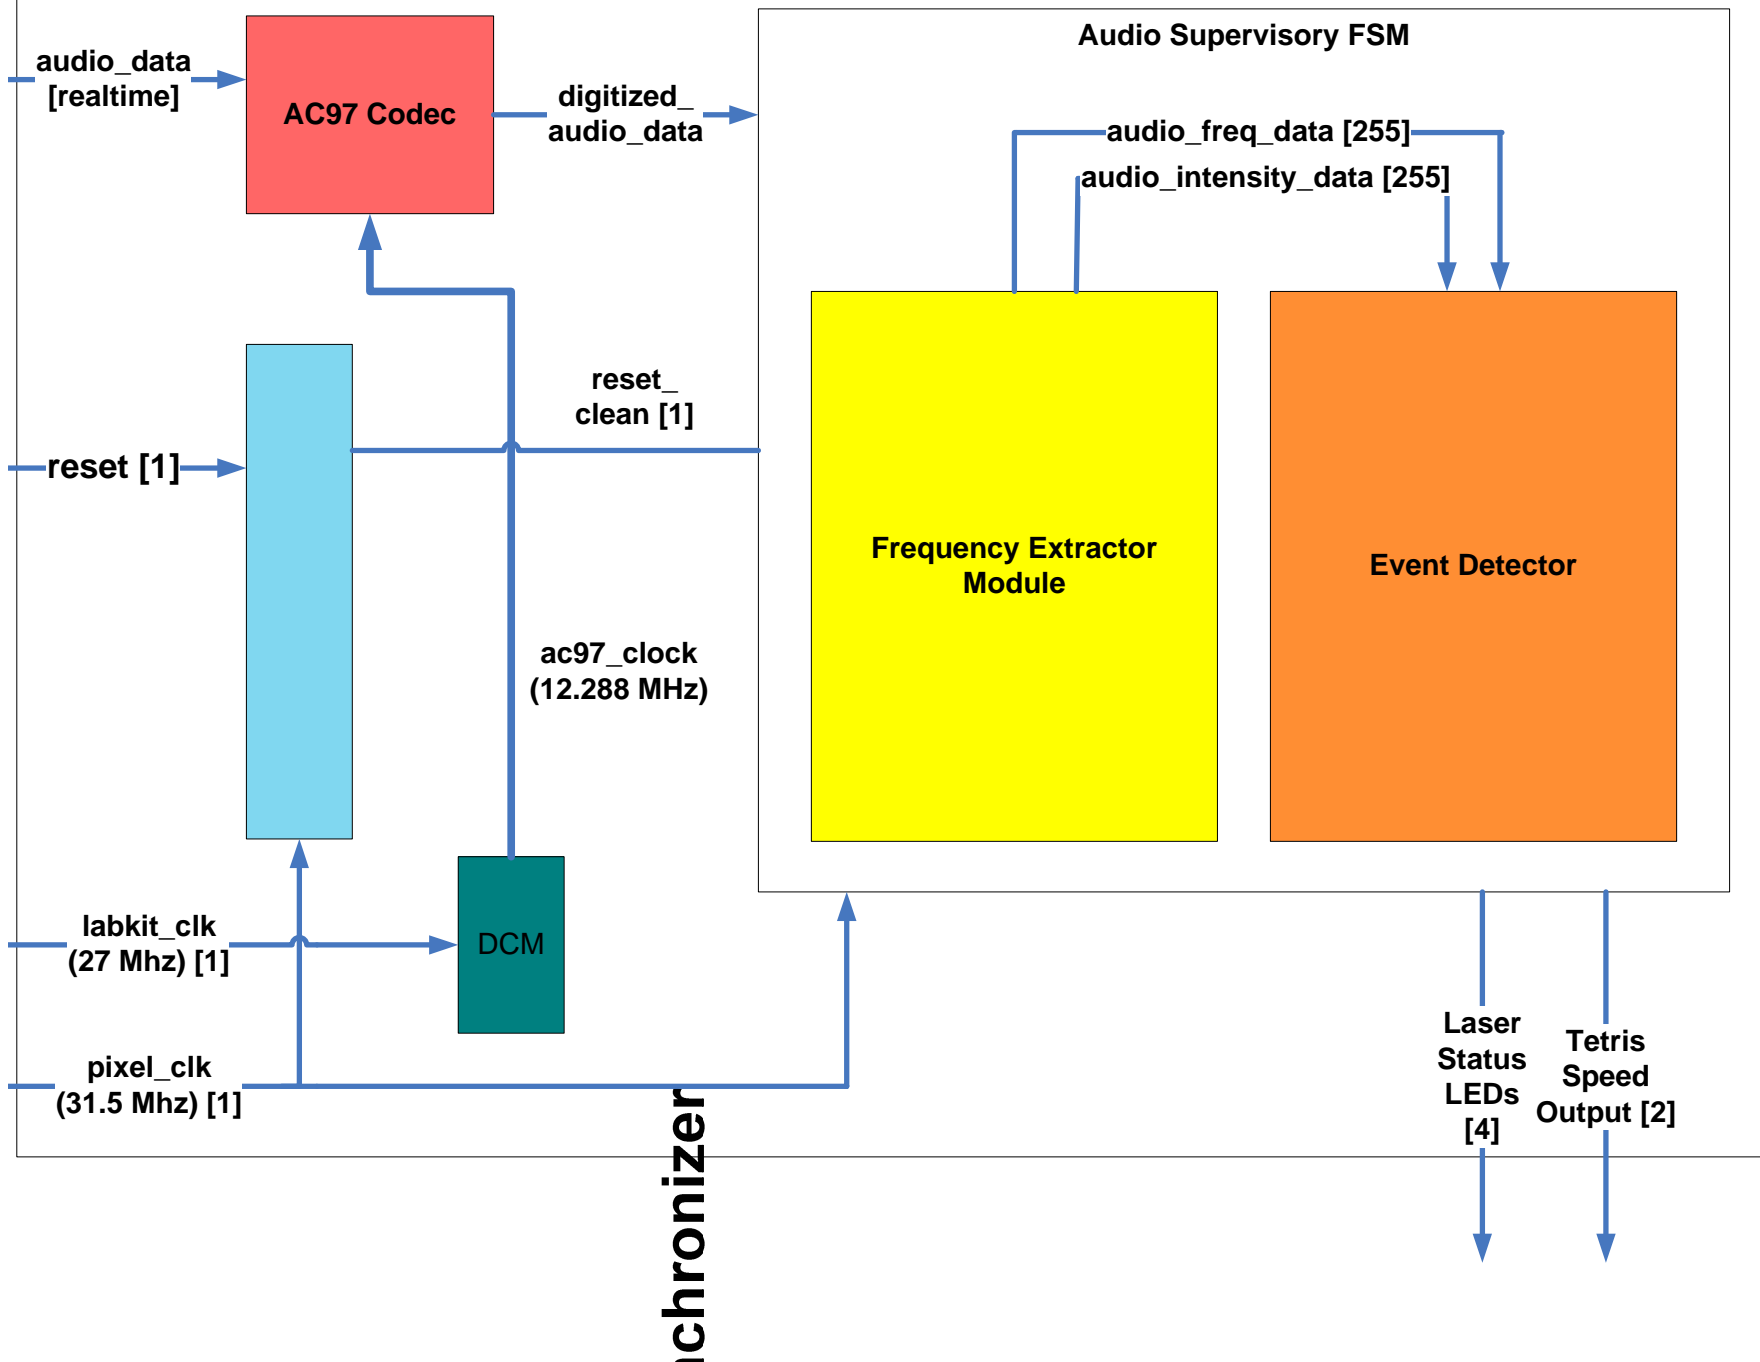 Audio Supervisory FSM
audio_data
[realtime]
AC97 Codec
digitized_
audio_data
audio_freq_data [255]
audio_intensity_data [255]
reset_
clean [1]
reset [1]
Frequency Extractor
Module
Event Detector
ac97_clock
(12.288 MHz)
labkit_clk
(27 Mhz) [1]
DCM
pixel_clk
(31.5 Mhz) [1]
Laser
Status
LEDs
[4]
Tetris
Speed
Output [2]
chronizer